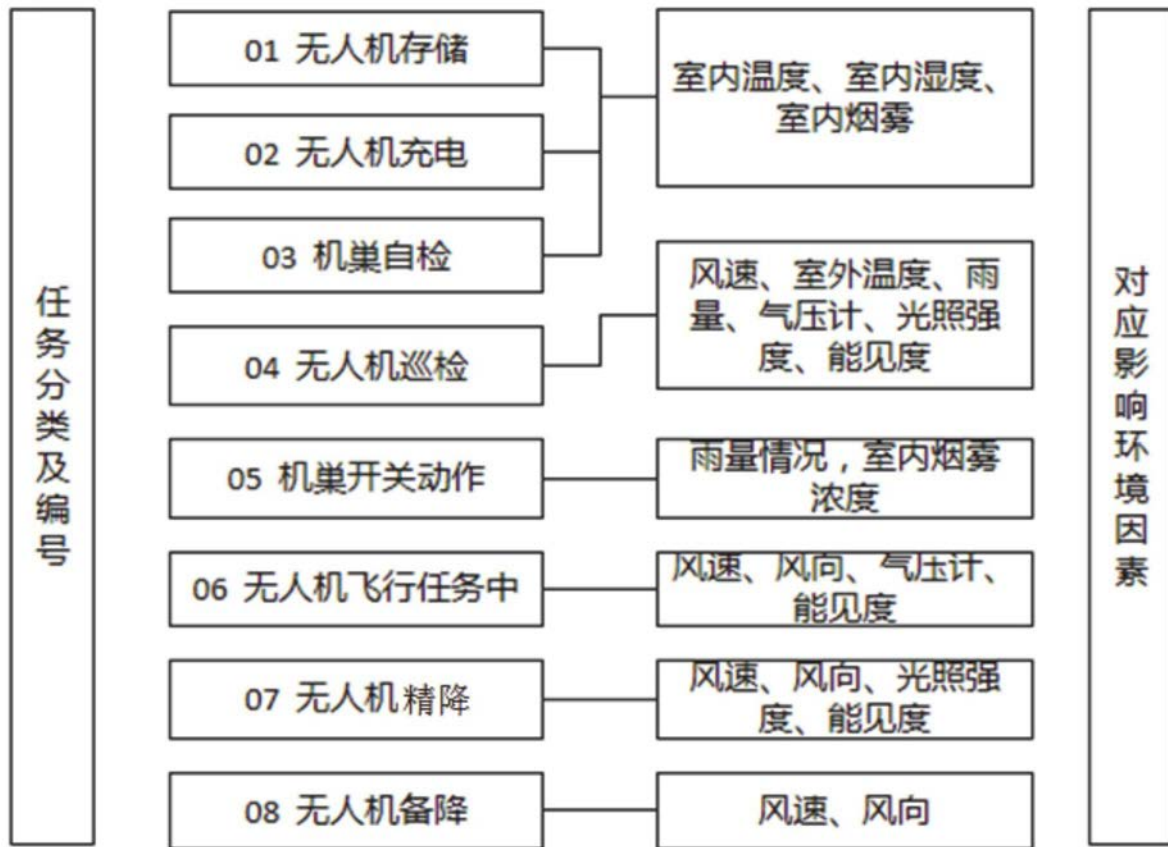 任务分类及编号
01 无人机存储
02 无人机充电
03 机巢自检
04 无人机巡检
05 机巢开关动作
06 无人机飞行任务中
07 无人机精降
08 无人机备降
室内温度、室内湿度、
室内烟雾
风速、室外温度、雨
量、气压计、光照强
度、能见度
雨量情况，室内烟雾
浓度
风速、风向、气压计、
能见度
风速、风向、光照强
度、能见度
风速、风向
对应影响环境因素